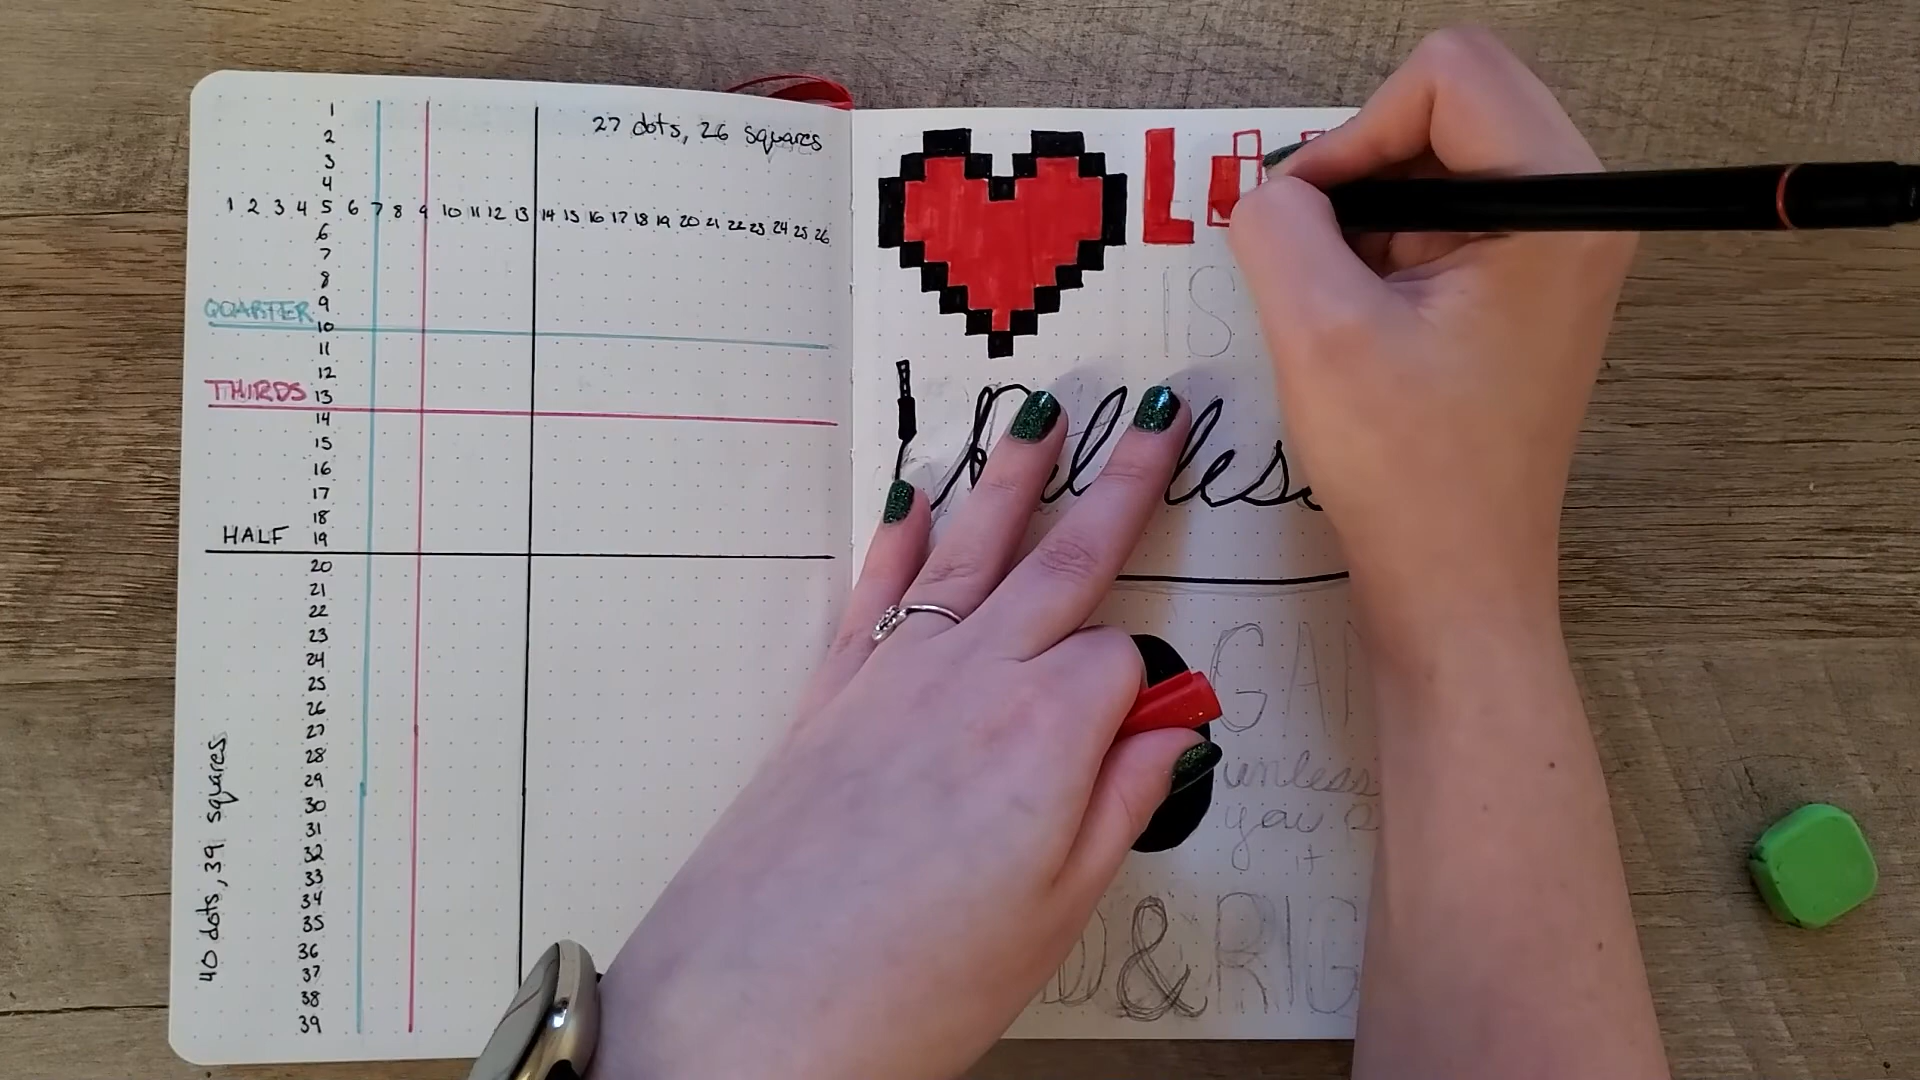 27 dots, 26 squares
1
2
3
4
1 2 3 4 5 6 7 8 9 10 11 12 13 14 15 16 17 18 19 20 21 22 23 24 25 26
6
7
8
QUARTER 9
10
11
12
THIRDS 13
14
15
16
17
18
HALF 19
20
21
22
23
24
25
26
27
28
29
30
31
32
33
34
35
36
37
38
39
40 dots, 39 squares
L
IS
GA
unless
you
it
& RIG